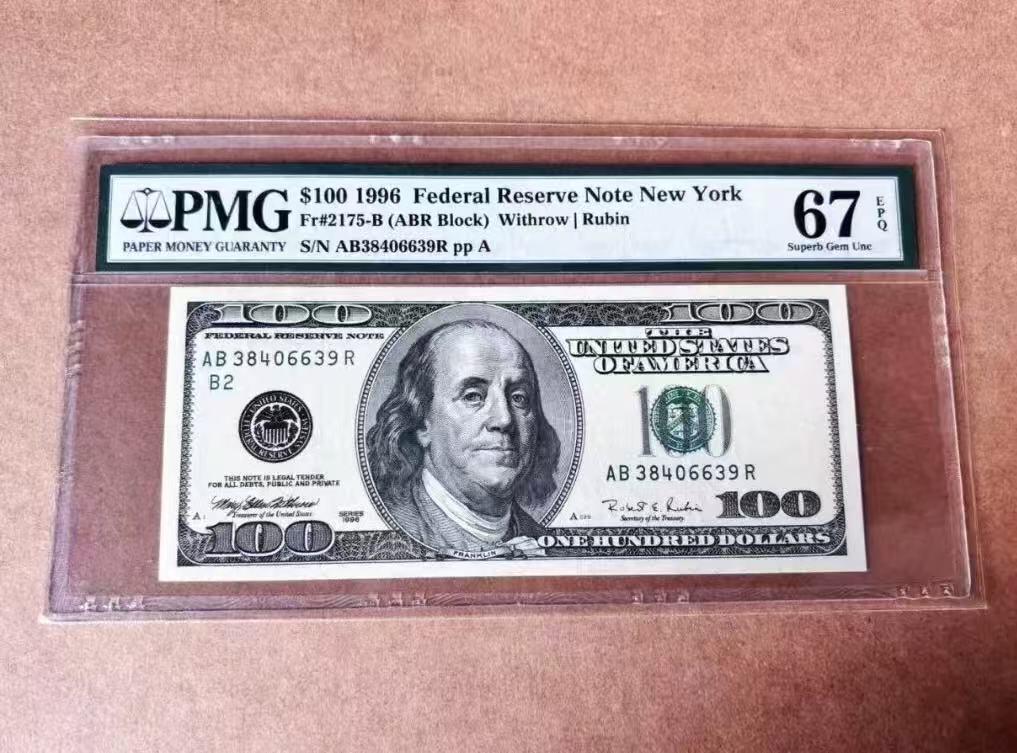 PMG
PAPER MONEY GUARANTY
$100 1996 Federal Reserve Note New York
Fr#2175-B (ABR Block) Withrow | Rubin
S/N AB38406639R pp A
67
EPQ
Superb Gem Unc
100
100
FEDERAL RESERVE NOTE
THE
UNITED STATES
OF AMERICA
AB 38406639 R
B2
100
AB 38406639 R
THIS NOTE IS LEGAL TENDER
FOR ALL DEBTS, PUBLIC AND PRIVATE
Treasurer of the United States
SERIES
1996
Robert E. Rubin
Secretary of the Treasury
100
100
FRANKLIN
ONE HUNDRED DOLLARS